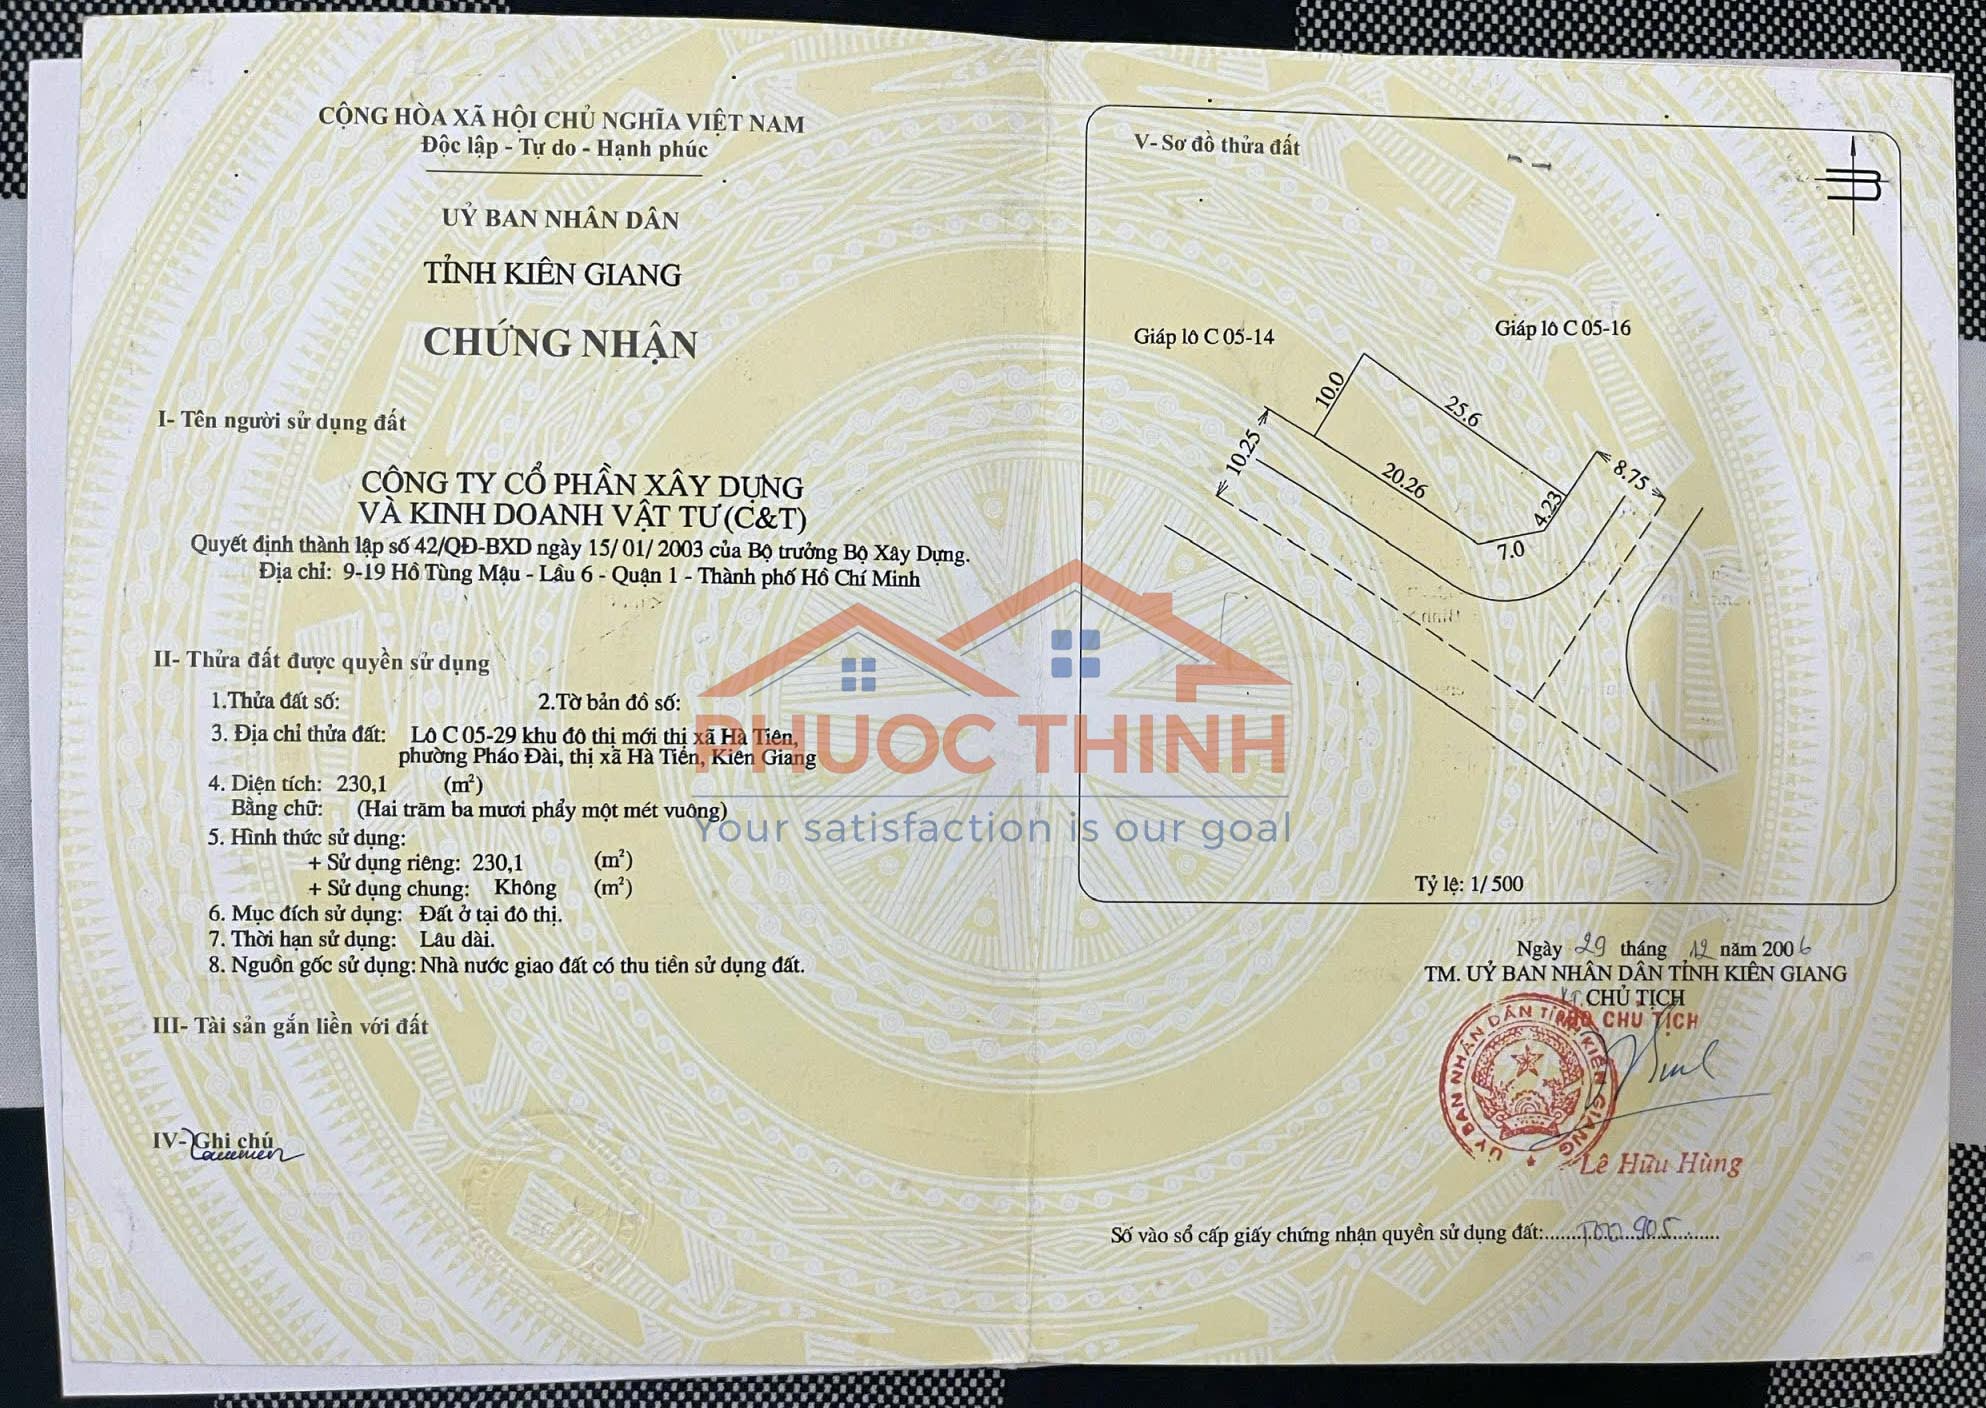 CỘNG HÒA XÃ HỘI CHỦ NGHĨA VIỆT NAM
Độc lập - Tự do - Hạnh phúc
UỶ BAN NHÂN DÂN
TỈNH KIÊN GIANG
CHỨNG NHẬN
I- Tên người sử dụng đất
CÔNG TY CỔ PHẦN XÂY DỰNG
VÀ KINH DOANH VẬT TƯ (C&T)
Quyết định thành lập số 42/QĐ-BXD ngày 15/ 01/ 2003 của Bộ trưởng Bộ Xây Dựng.
Địa chỉ: 9-19 Hồ Tùng Mậu - Lầu 6 - Quận 1 - Thành phố Hồ Chí Minh
II- Thửa đất được quyền sử dụng
1.Thửa đất số: 2.Tờ bản đồ số:
3. Địa chỉ thửa đất: Lô C 05-29 khu đô thị mới thị xã Hà Tiên,
phường Pháo Đài, thị xã Hà Tiên, Kiên Giang
4. Diện tích: 230,1 (m²)
Bằng chữ: (Hai trăm ba mươi phẩy một mét vuông)
5. Hình thức sử dụng:
+ Sử dụng riêng: 230,1 (m²)
+ Sử dụng chung: Không (m²)
6. Mục đích sử dụng: Đất ở tại đô thị.
7. Thời hạn sử dụng: Lâu dài.
8. Nguồn gốc sử dụng: Nhà nước giao đất có thu tiền sử dụng đất.
III- Tài sản gắn liền với đất
IV- Ghi chú
PHUOC THINH
Your satisfaction is our goal
V- Sơ đồ thửa đất
B
Giáp lô C 05-14
Giáp lô C 05-16
10.0
25.6
10.25
20.26
8.75
4.23
7.0
Tỷ lệ: 1/ 500
Ngày 29 tháng 12 năm 2006
TM. UỶ BAN NHÂN DÂN TỈNH KIÊN GIANG
KT. CHỦ TỊCH
PHÓ CHỦ TỊCH
ỦY BAN NHÂN DÂN TỈNH KIÊN GIANG
Lê Hữu Hùng
Số vào sổ cấp giấy chứng nhận quyền sử dụng đất:.......T00.905.......